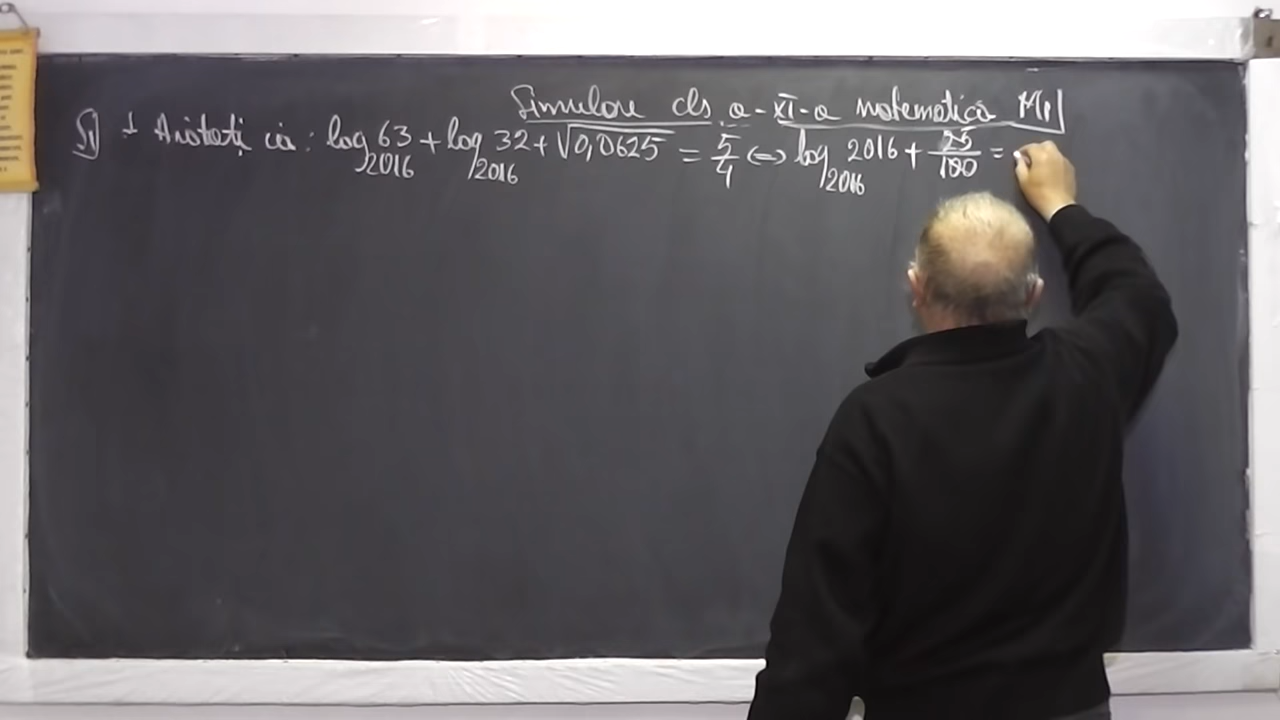 Simulare cls. a-XI-a matematică M1
SI 1 Arătați că: log₂₀₁₆ 63 + log₂₀₁₆ 32 + √0,0625 = 5/4 ⇔ log₂₀₁₆ 2016 + 25/100 =